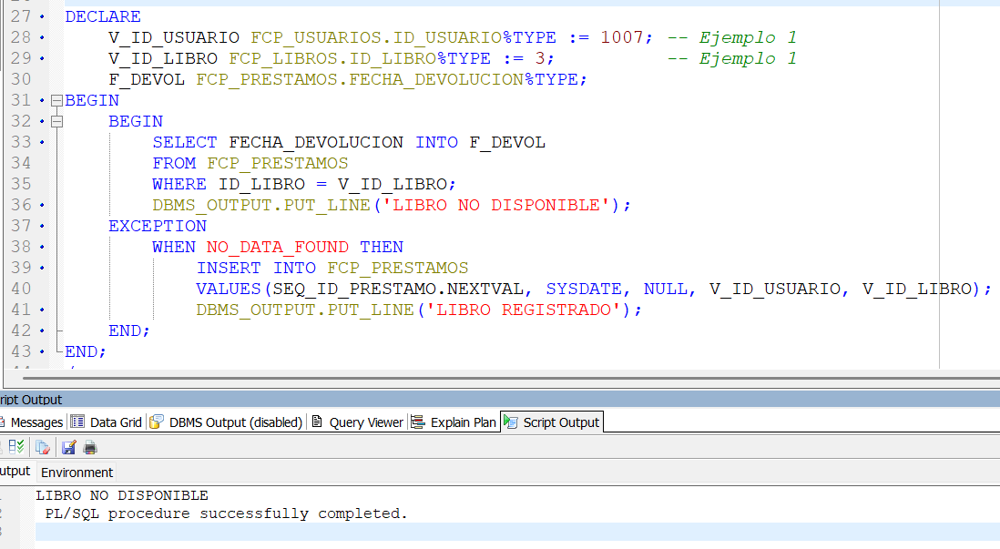 27 DECLARE
28 V_ID_USUARIO FCP_USUARIOS.ID_USUARIO%TYPE := 1007; -- Ejemplo 1
29 V_ID_LIBRO FCP_LIBROS.ID_LIBRO%TYPE := 3; -- Ejemplo 1
30 F_DEVOL FCP_PRESTAMOS.FECHA_DEVOLUCION%TYPE;
31 BEGIN
32 BEGIN
33 SELECT FECHA_DEVOLUCION INTO F_DEVOL
34 FROM FCP_PRESTAMOS
35 WHERE ID_LIBRO = V_ID_LIBRO;
36 DBMS_OUTPUT.PUT_LINE('LIBRO NO DISPONIBLE');
37 EXCEPTION
38 WHEN NO_DATA_FOUND THEN
39 INSERT INTO FCP_PRESTAMOS
40 VALUES(SEQ_ID_PRESTAMO.NEXTVAL, SYSDATE, NULL, V_ID_USUARIO, V_ID_LIBRO);
41 DBMS_OUTPUT.PUT_LINE('LIBRO REGISTRADO');
42 END;
43 END;
ript Output
Messages Data Grid DBMS Output (disabled) Query Viewer Explain Plan Script Output
utput Environment
LIBRO NO DISPONIBLE
PL/SQL procedure successfully completed.